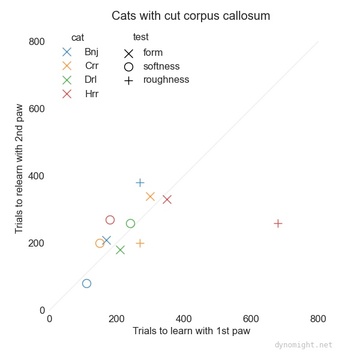 Cats with cut corpus callosum
cat
Bnj
Crr
Drl
Hrr
test
form
softness
roughness
Trials to relearn with 2nd paw
800
600
400
200
0
0 200 400 600 800
Trials to learn with 1st paw
dynomight.net